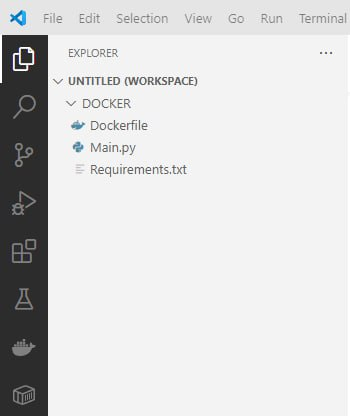 File Edit Selection View Go Run Terminal
EXPLORER
UNTITLED (WORKSPACE)
DOCKER
Dockerfile
Main.py
Requirements.txt